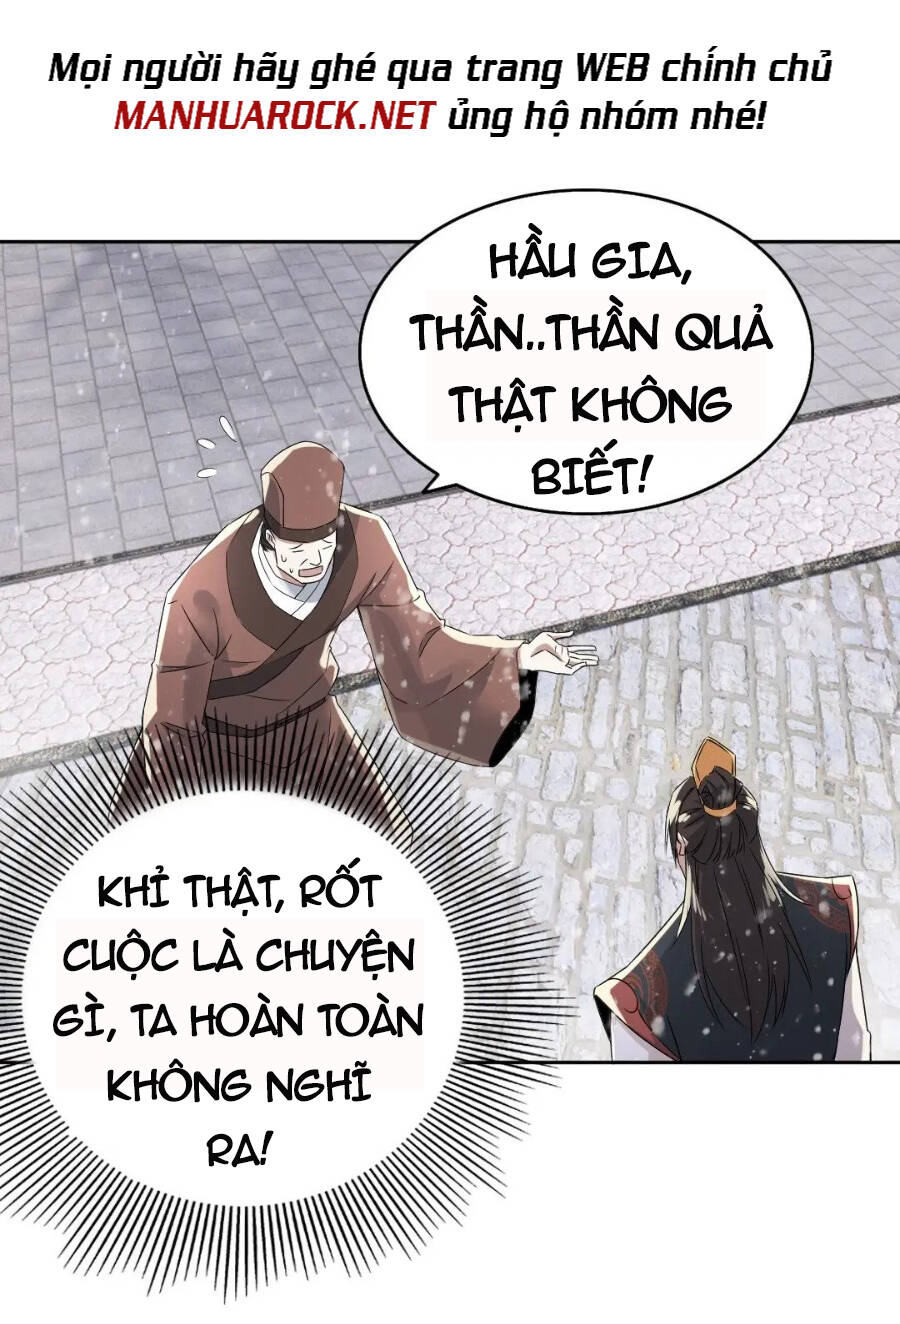 Mọi người hãy ghé qua trang WEB chính chủ
MANHUAROCK.NET ủng hộ nhóm nhé!
HẦU GIA,
THẦN..THẦN QUẢ
THẬT KHÔNG
BIẾT!
KHỈ THẬT, RỐT
CUỘC LÀ CHUYỆN
GÌ, TA HOÀN TOÀN
KHÔNG NGHĨ
RA!